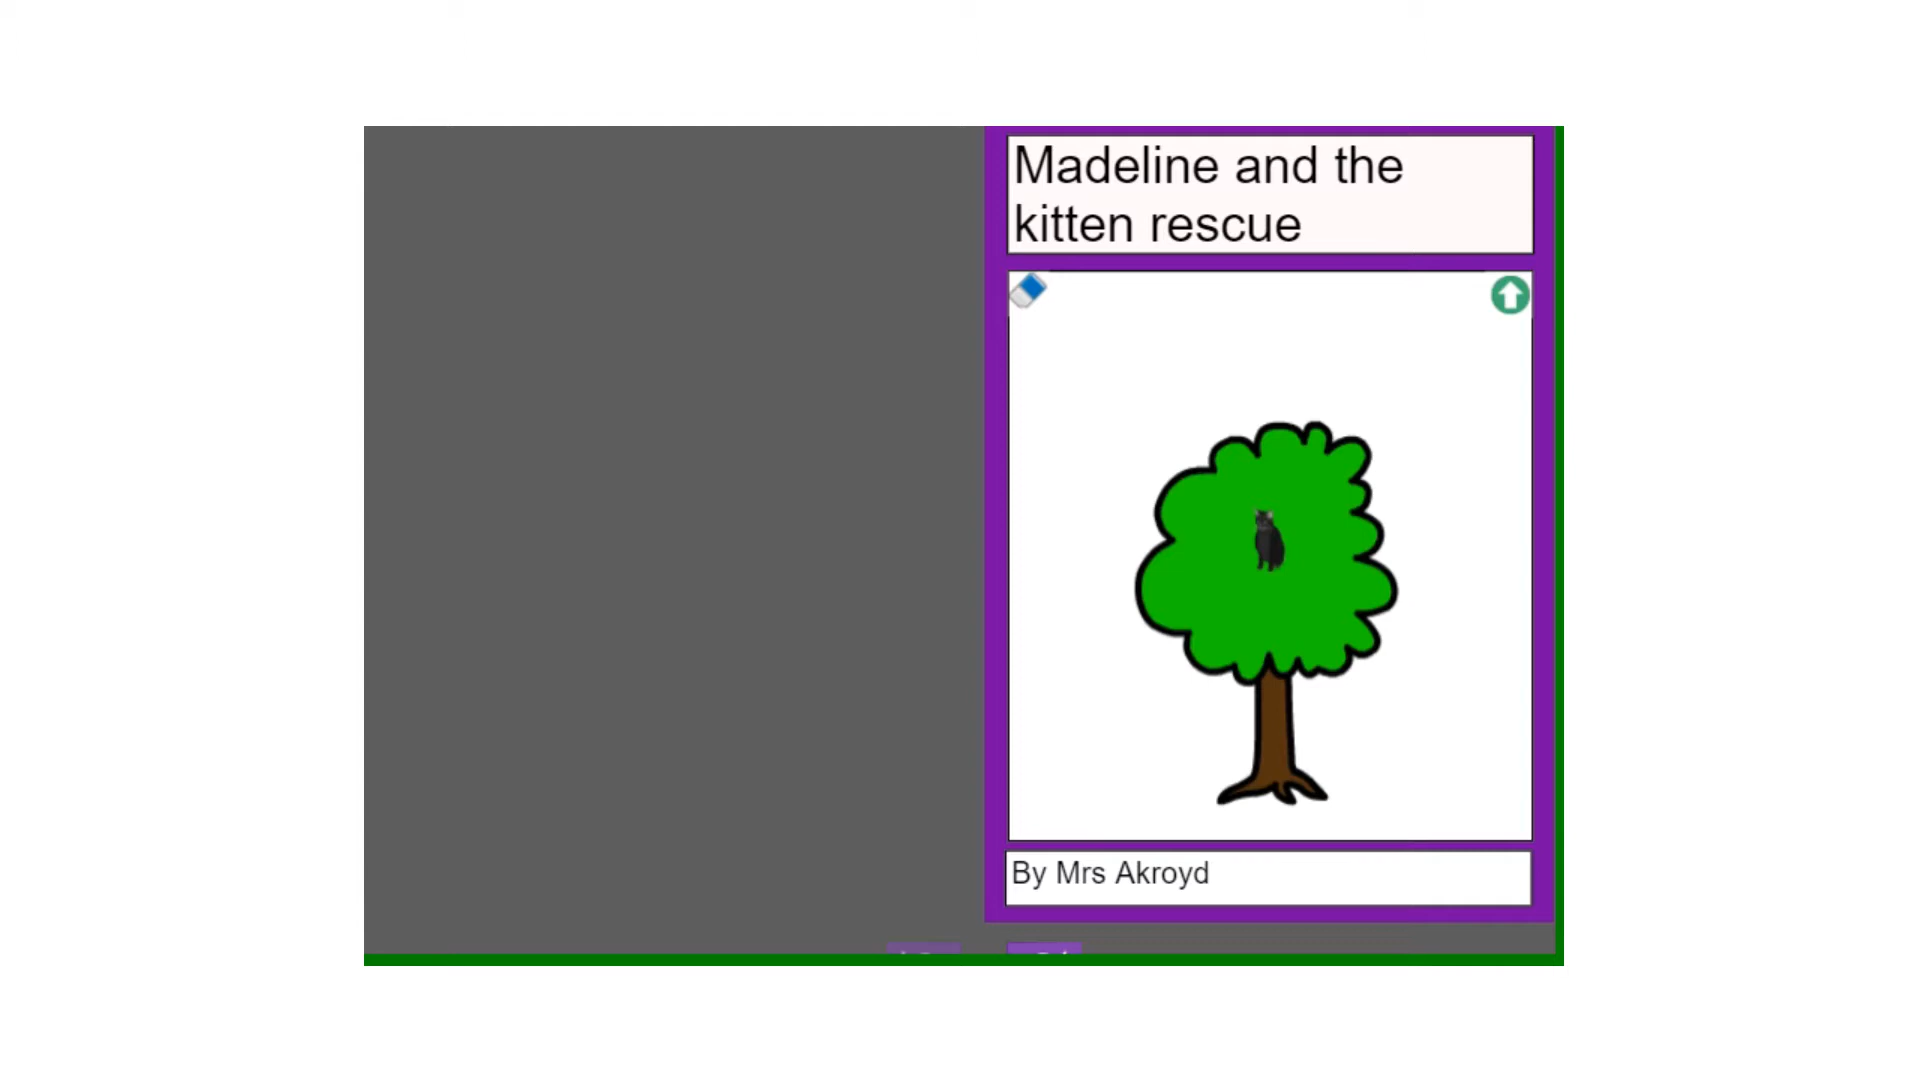 Madeline and the
kitten rescue
By Mrs Akroyd